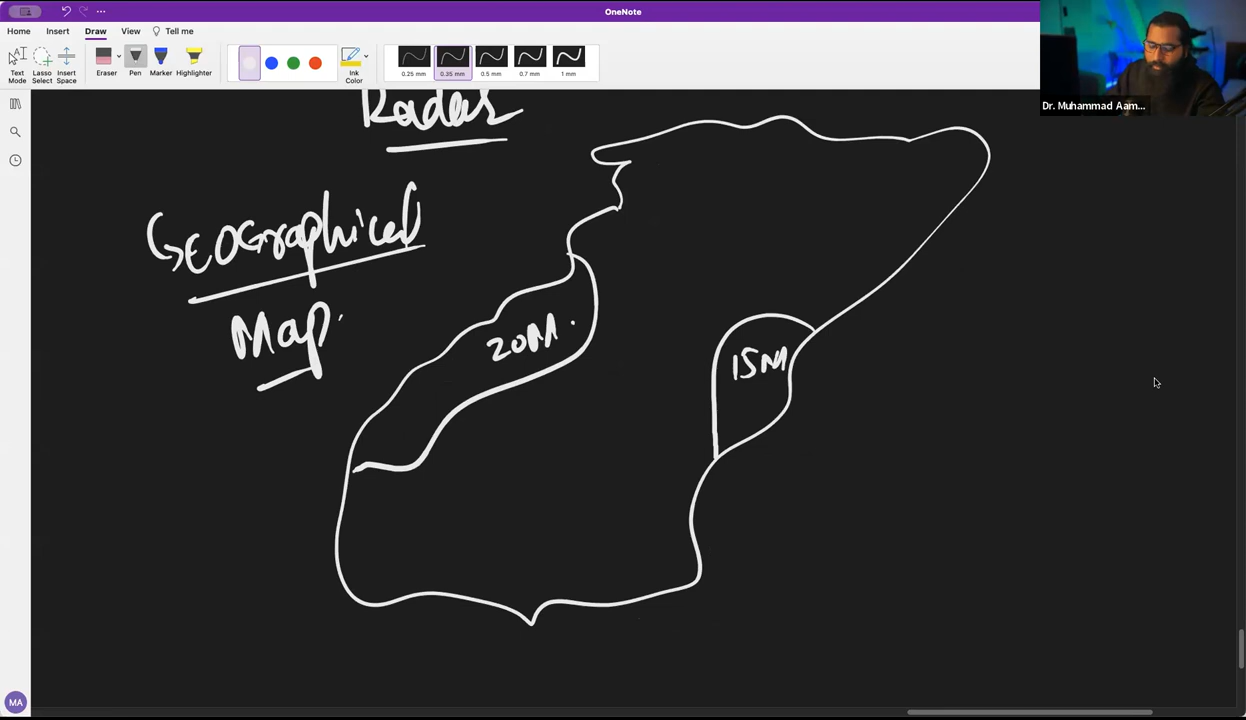 OneNote
Home Insert Draw View Tell me
Text Mode
Lasso Select
Insert Space
Eraser
Pen
Marker
Highlighter
Ink Color
0.25 mm
0.35 mm
0.5 mm
0.7 mm
1 mm
Dr. Muhammad Aam...
Radar
GEOGraphical
Map.
20M.
15M
MA